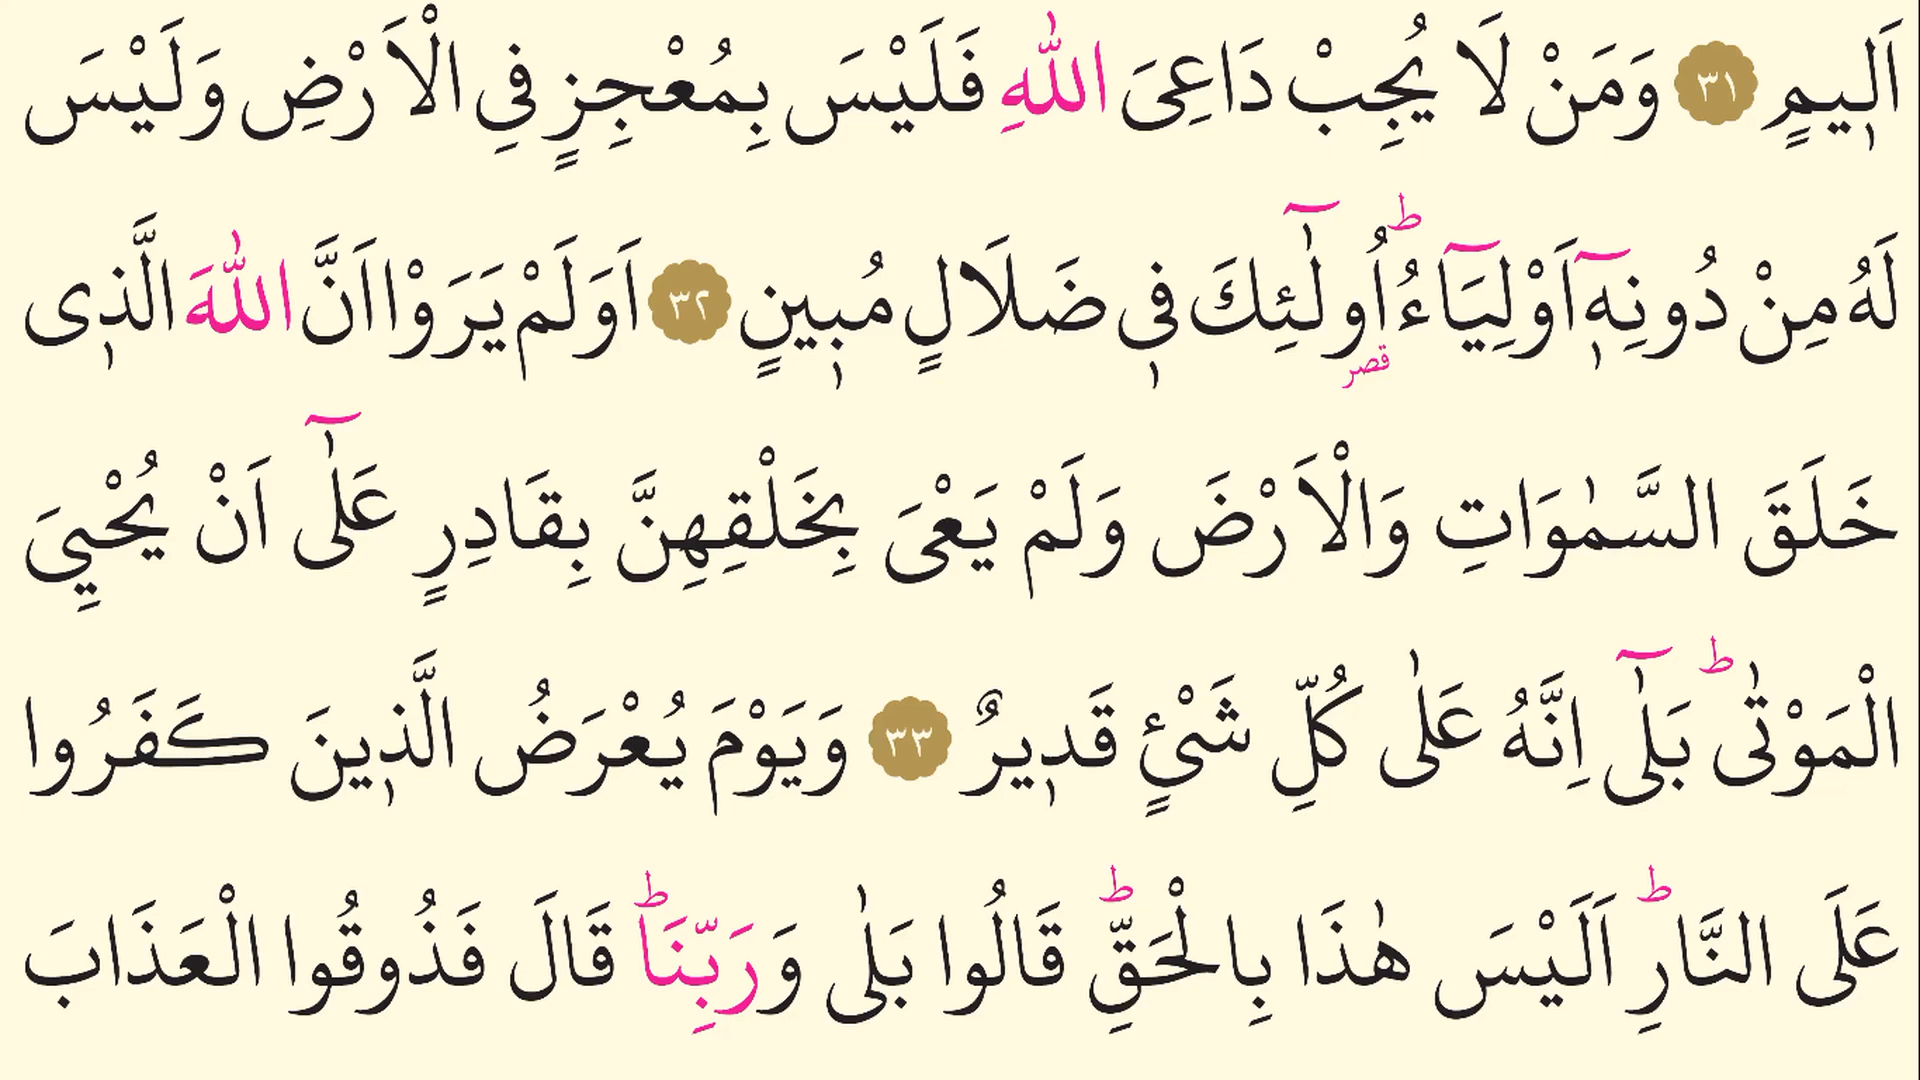 اَل۪يمٍ ﴿٣١﴾ وَمَنْ لَا يُجِبْ دَاعِيَ اللّٰهِ فَلَيْسَ بِمُعْجِزٍ فِي الْاَرْضِ وَلَيْسَ
لَهُ مِنْ دُونِه۪ٓ اَوْلِيَٓاءُ ۜط اُو۬لٰٓئِكَ ف۪ي ضَلَالٍ مُب۪ينٍ ﴿٣٢﴾ اَوَلَمْ يَرَوْا اَنَّ اللّٰهَ الَّذ۪ي
خَلَقَ السَّمٰوَاتِ وَالْاَرْضَ وَلَمْ يَعْيَ بِخَلْقِهِنَّ بِقَادِرٍ عَلٰٓى اَنْ يُحْيِيَ
الْمَوْتٰىۜ بَلٰٓى اِنَّهُ عَلٰى كُلِّ شَيْئٍ قَد۪يرٌ ﴿٣٣﴾ وَيَوْمَ يُعْرَضُ الَّذ۪ينَ كَفَرُوا
عَلَى النَّارِ ط اَلَيْسَ هٰذَا بِالْحَقِّ ط قَالُوا بَلٰى وَرَبِّنَا ط قَالَ فَذُوقُوا الْعَذَابَ